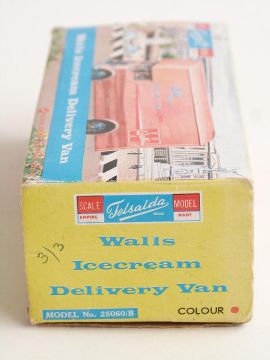 Walls Icecream Delivery Van
SCALE Telsalda MODEL
EMPIRE MADE
Walls
Icecream
Delivery Van
3/3
MODEL No. 25060/B
COLOUR